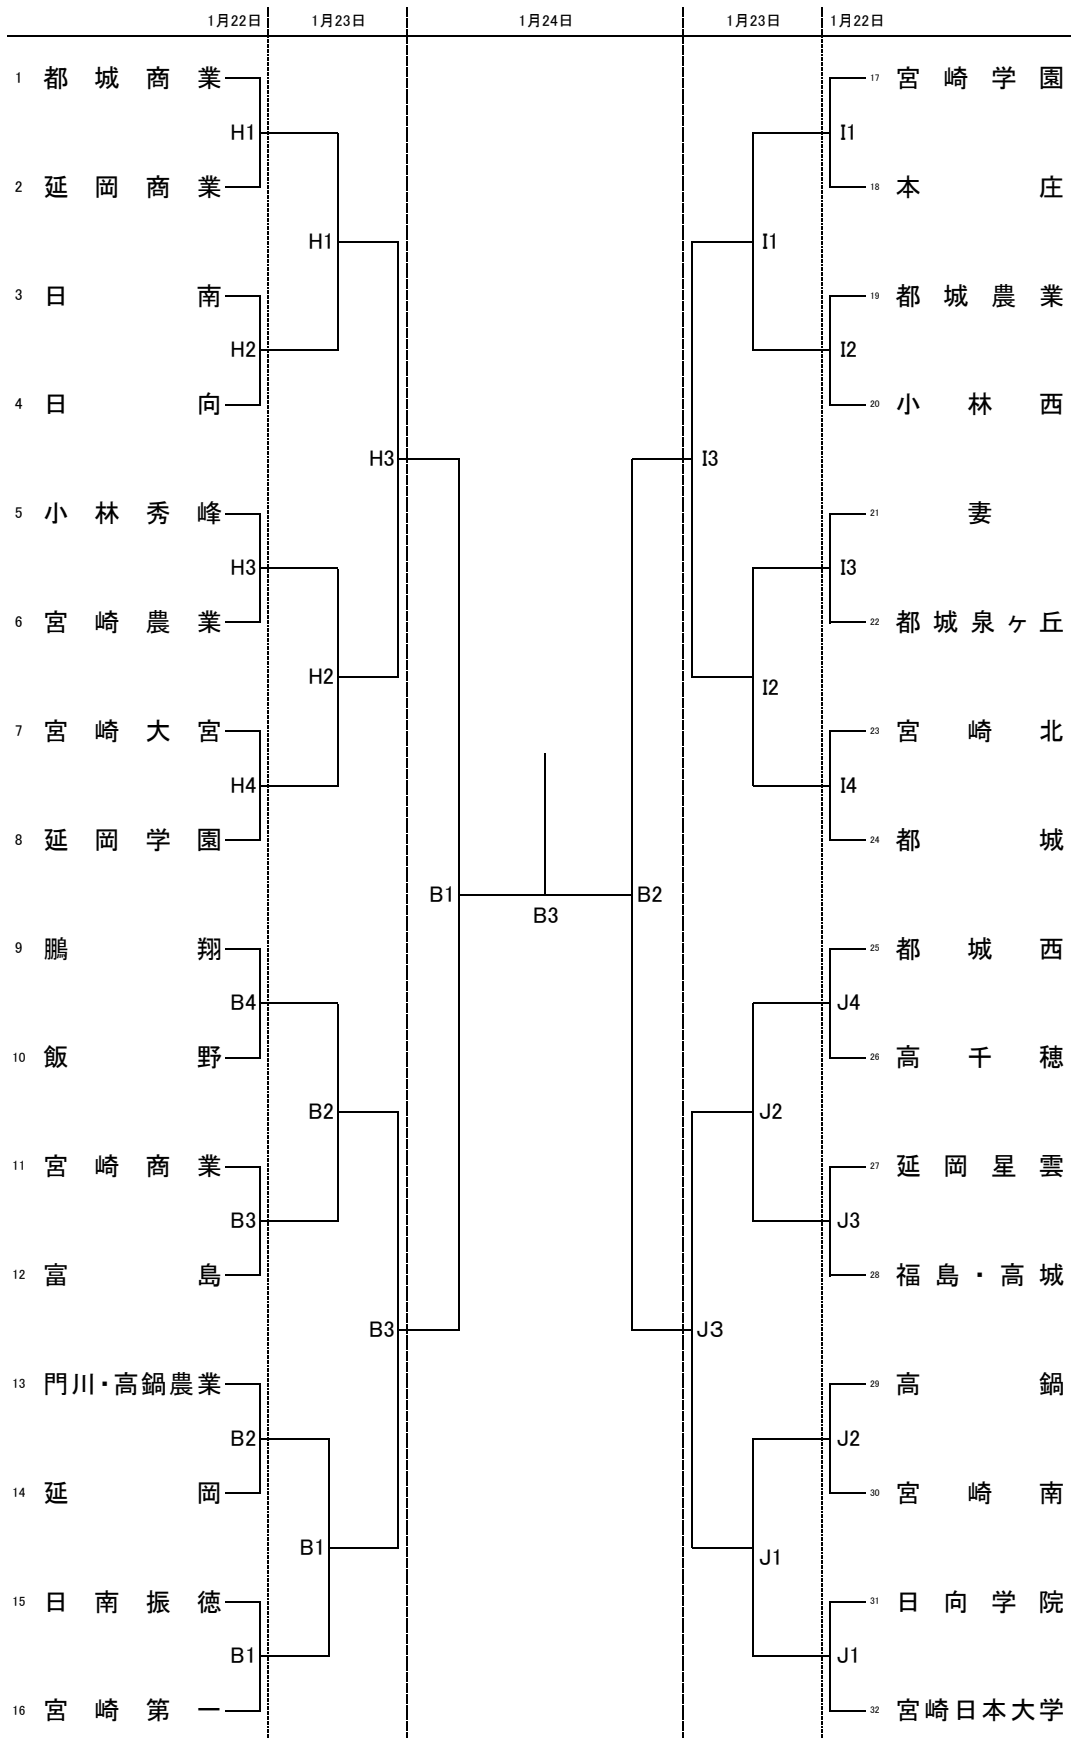 1月22日 1月23日 1月24日 1月23日 1月22日
1 都城商業 17 宮崎学園
H1 I1
2 延岡商業 18 本庄
H1 I1
3 日南 19 都城農業
H2 I2
4 日向 20 小林西
H3 I3
5 小林秀峰 21 妻
H3 I3
6 宮崎農業 22 都城泉ヶ丘
H2 I2
7 宮崎大宮 23 宮崎北
H4 I4
8 延岡学園 24 都城
B1 B3 B2
9 鵬翔 25 都城西
B4 J4
10 飯野 26 高千穂
B2 J2
11 宮崎商業 27 延岡星雲
B3 J3
12 富島 28 福島・高城
B3 J3
13 門川・高鍋農業 29 高鍋
B2 J2
14 延岡 30 宮崎南
B1 J1
15 日南振徳 31 日向学院
B1 J1
16 宮崎第一 32 宮崎日本大学